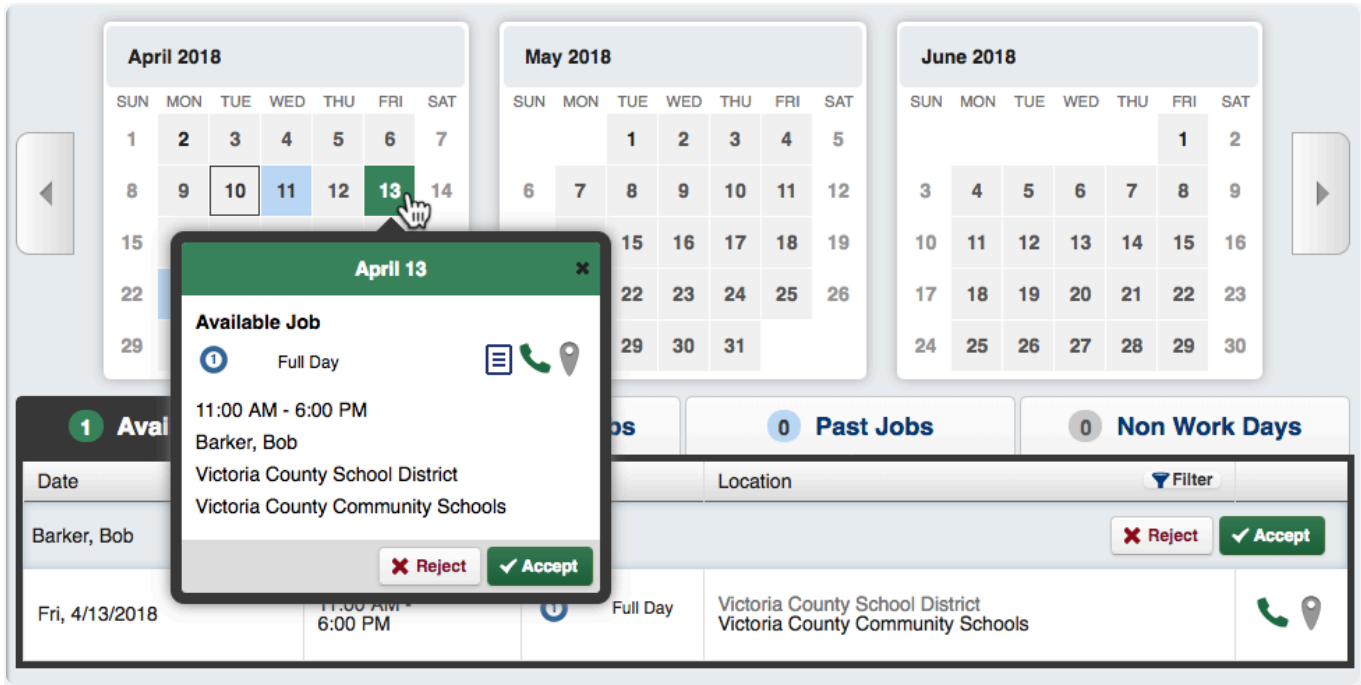 April 2018
SUN MON TUE WED THU FRI SAT
1 2 3 4 5 6 7
8 9 10 11 12 13 14
15
22
29
May 2018
SUN MON TUE WED THU FRI SAT
1 2 3 4 5
6 7 8 9 10 11 12
15 16 17 18 19
22 23 24 25 26
29 30 31
June 2018
SUN MON TUE WED THU FRI SAT
1 2
3 4 5 6 7 8 9
10 11 12 13 14 15 16
17 18 19 20 21 22 23
24 25 26 27 28 29 30
April 13
Available Job
1 Full Day
11:00 AM - 6:00 PM
Barker, Bob
Victoria County School District
Victoria County Community Schools
Reject Accept
1 Avai
bs
0 Past Jobs
0 Non Work Days
Date Location Filter
Barker, Bob Reject Accept
Fri, 4/13/2018
11:00 AM -
6:00 PM
1 Full Day
Victoria County School District
Victoria County Community Schools